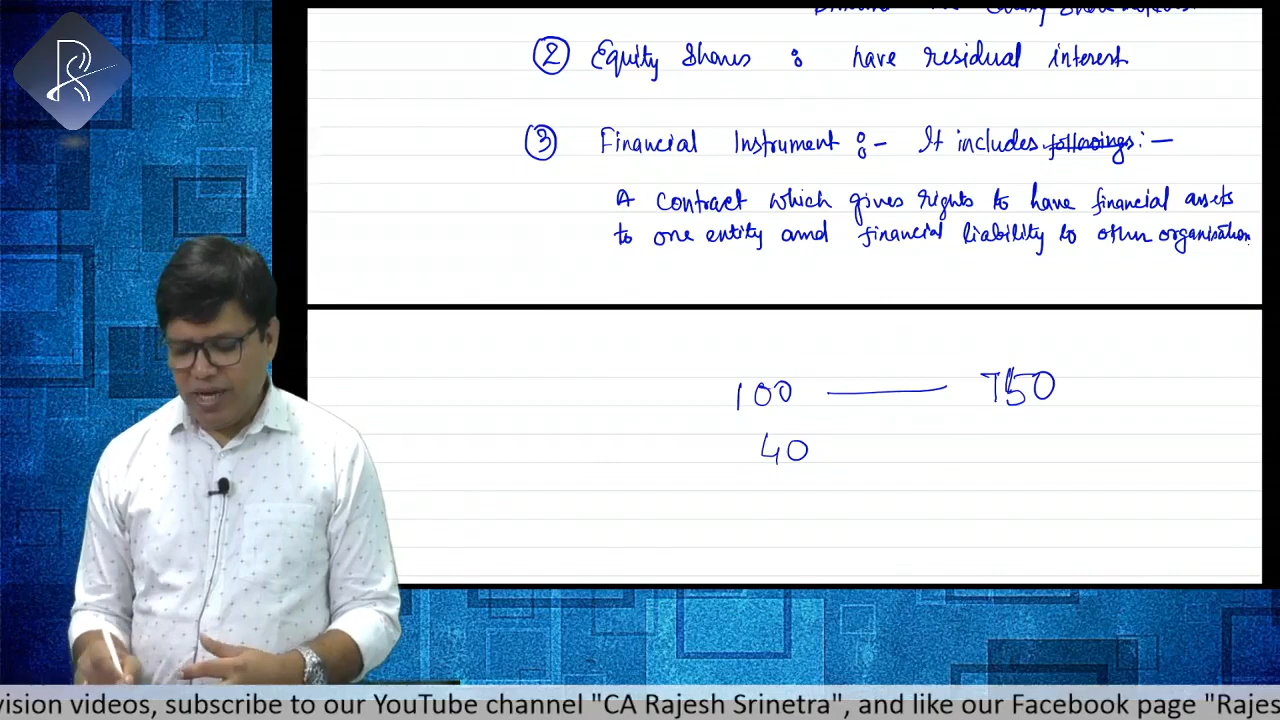 ② Equity Shares : have residual interest
③ Financial Instrument :- It includes followings :-
A contract which gives rights to have financial assets
to one entity and financial liability to other organisation.
100 —— 750
40
vision videos, subscribe to our YouTube channel "CA Rajesh Srinetra", and like our Facebook page "Rajes